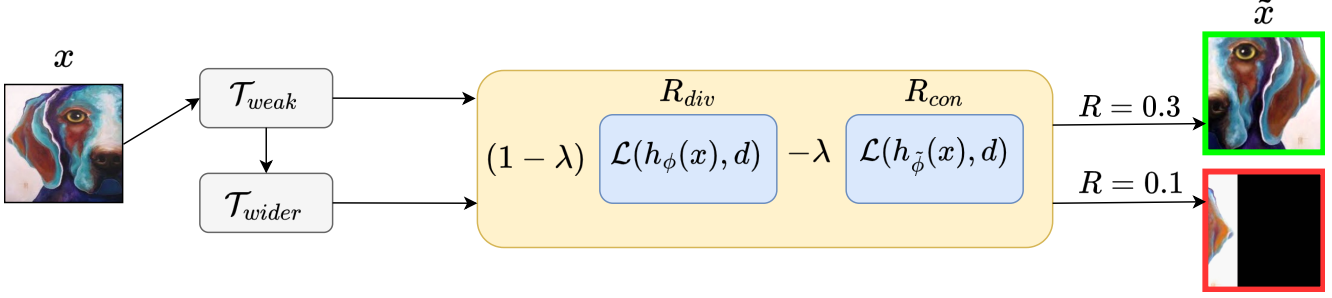 x
𝒯_weak
𝒯_wider
R_div
R_con
(1 − λ)
ℒ(h_ϕ(x), d)
−λ
ℒ(h_ϕ̃(x), d)
R = 0.3
R = 0.1
x̃